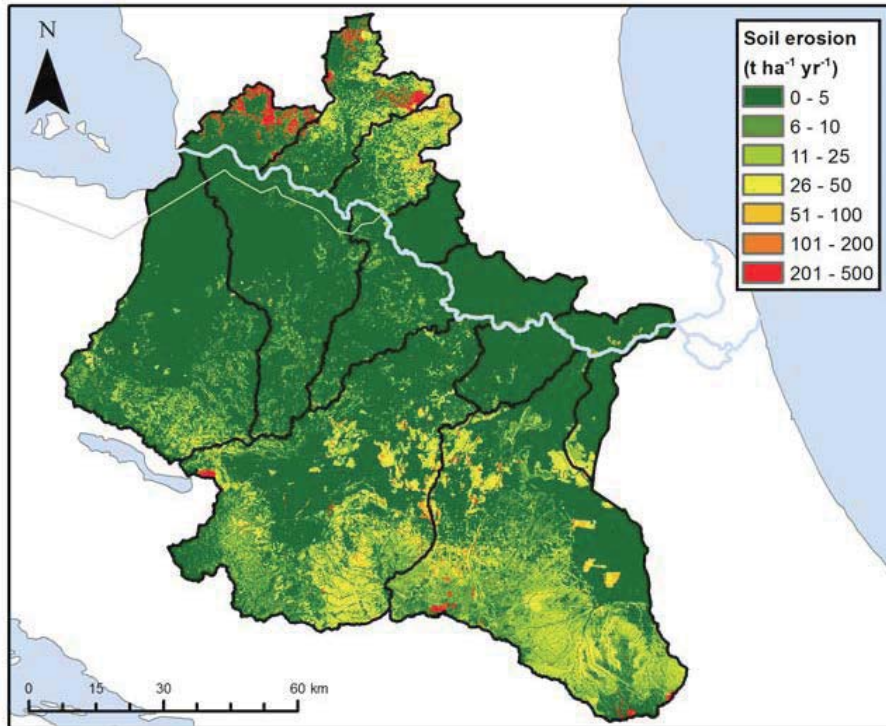 N
Soil erosion
(t ha⁻¹ yr⁻¹)
0 - 5
6 - 10
11 - 25
26 - 50
51 - 100
101 - 200
201 - 500
0 15 30 60 km